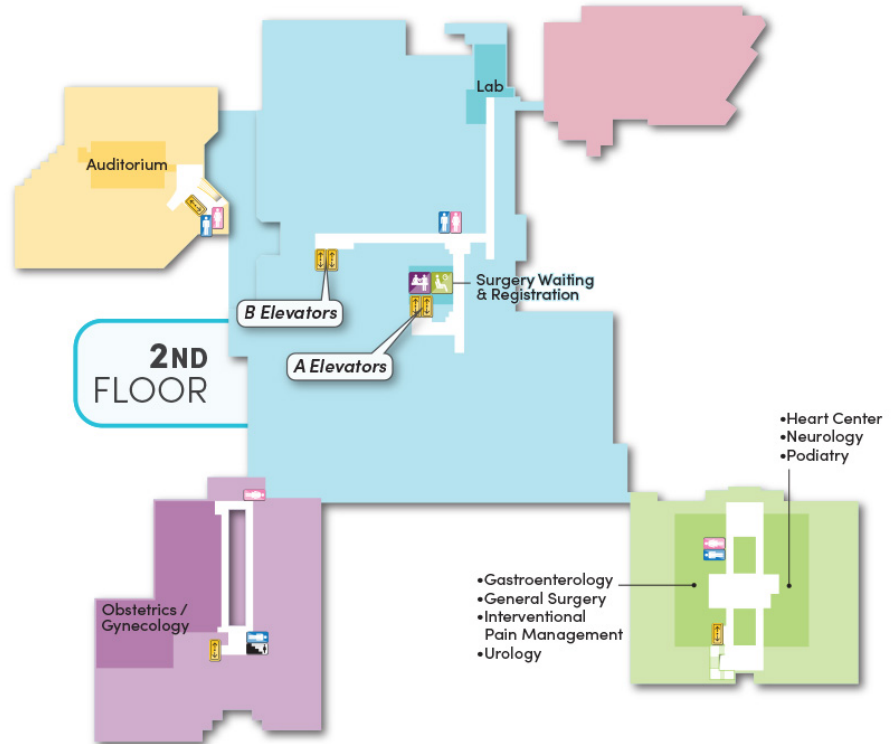 Lab
Auditorium
Surgery Waiting
& Registration
B Elevators
A Elevators
2ND
FLOOR
•Heart Center
•Neurology
•Podiatry
•Gastroenterology
•General Surgery
•Interventional
Pain Management
•Urology
Obstetrics /
Gynecology